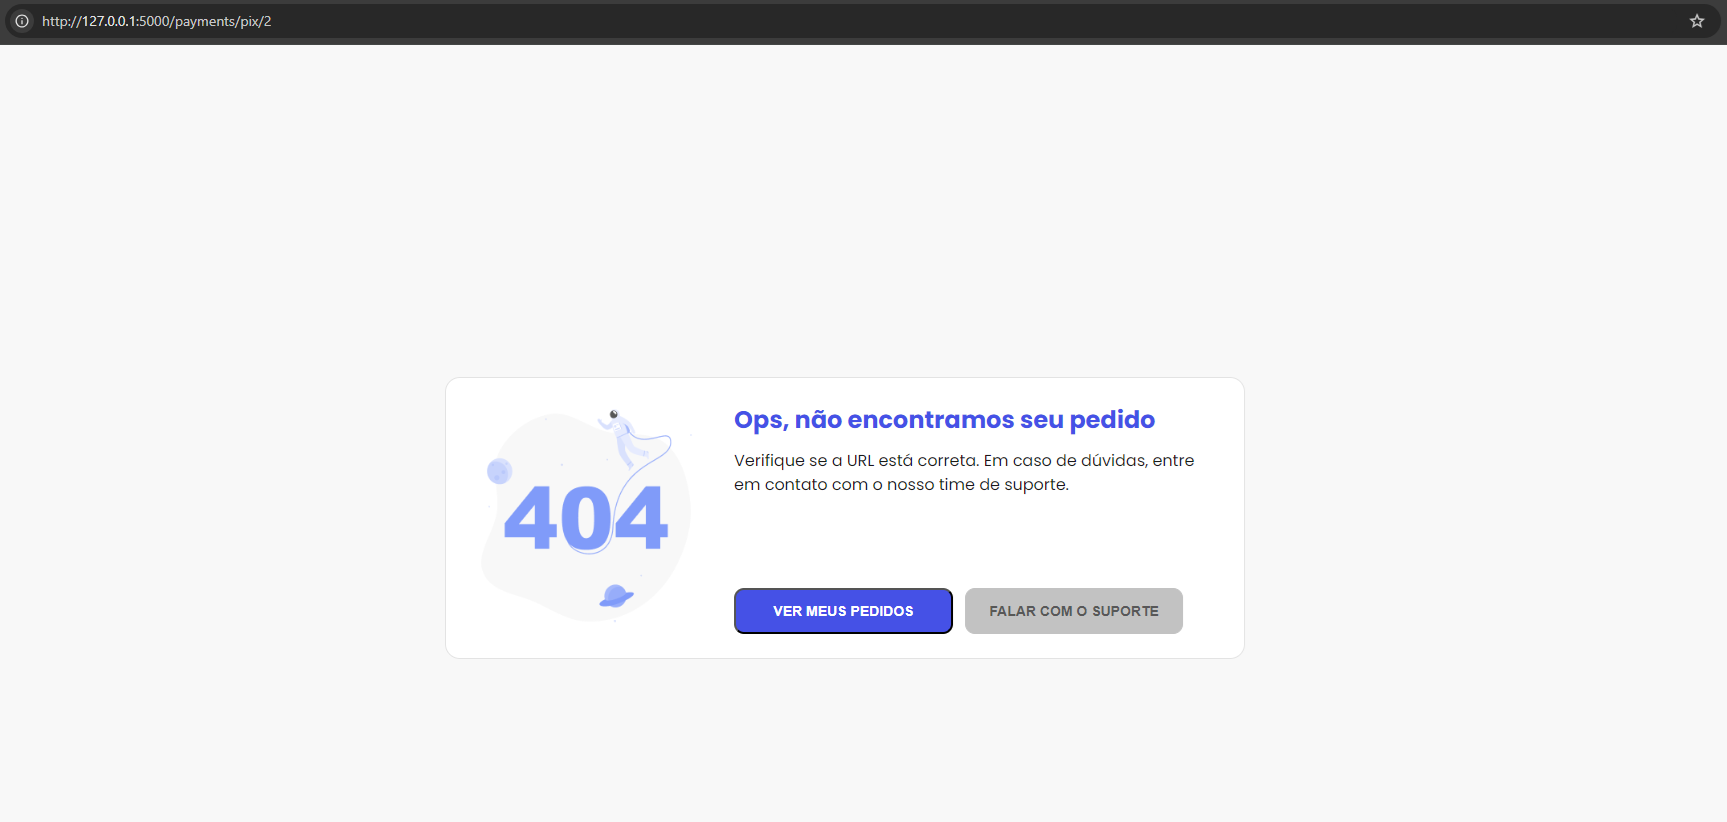 http://127.0.0.1:5000/payments/pix/2
404
Ops, não encontramos seu pedido
Verifique se a URL está correta. Em caso de dúvidas, entre
em contato com o nosso time de suporte.
VER MEUS PEDIDOS
FALAR COM O SUPORTE